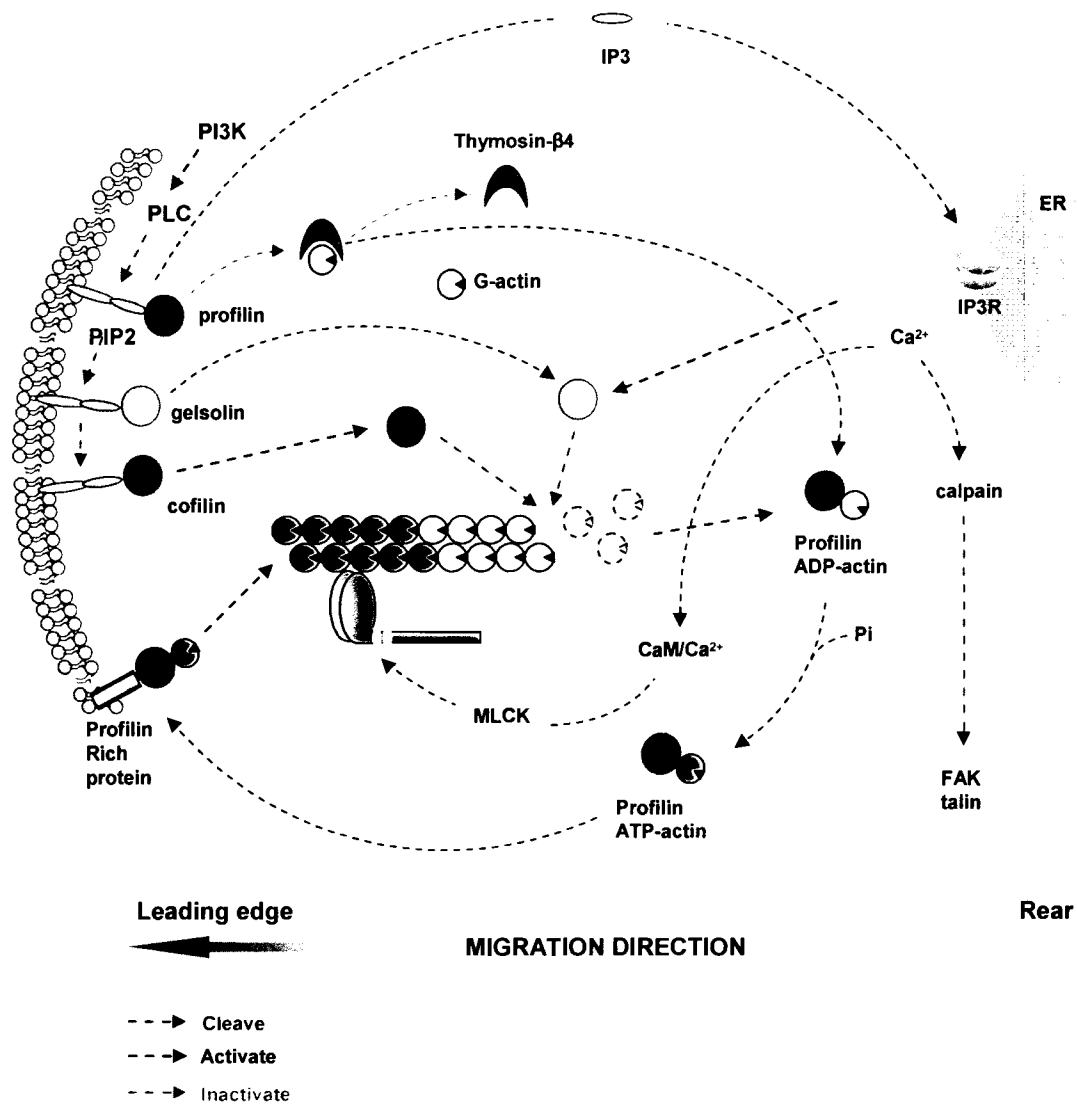 IP3
PI3K
Thymosin-β4
PLC
ER
G-actin
IP3R
profilin
PIP2
Ca²⁺
gelsolin
cofilin
calpain
Profilin
ADP-actin
Pi
CaM/Ca²⁺
MLCK
Profilin
Rich
protein
FAK
talin
Profilin
ATP-actin
Leading edge
Rear
MIGRATION DIRECTION
Cleave
Activate
Inactivate